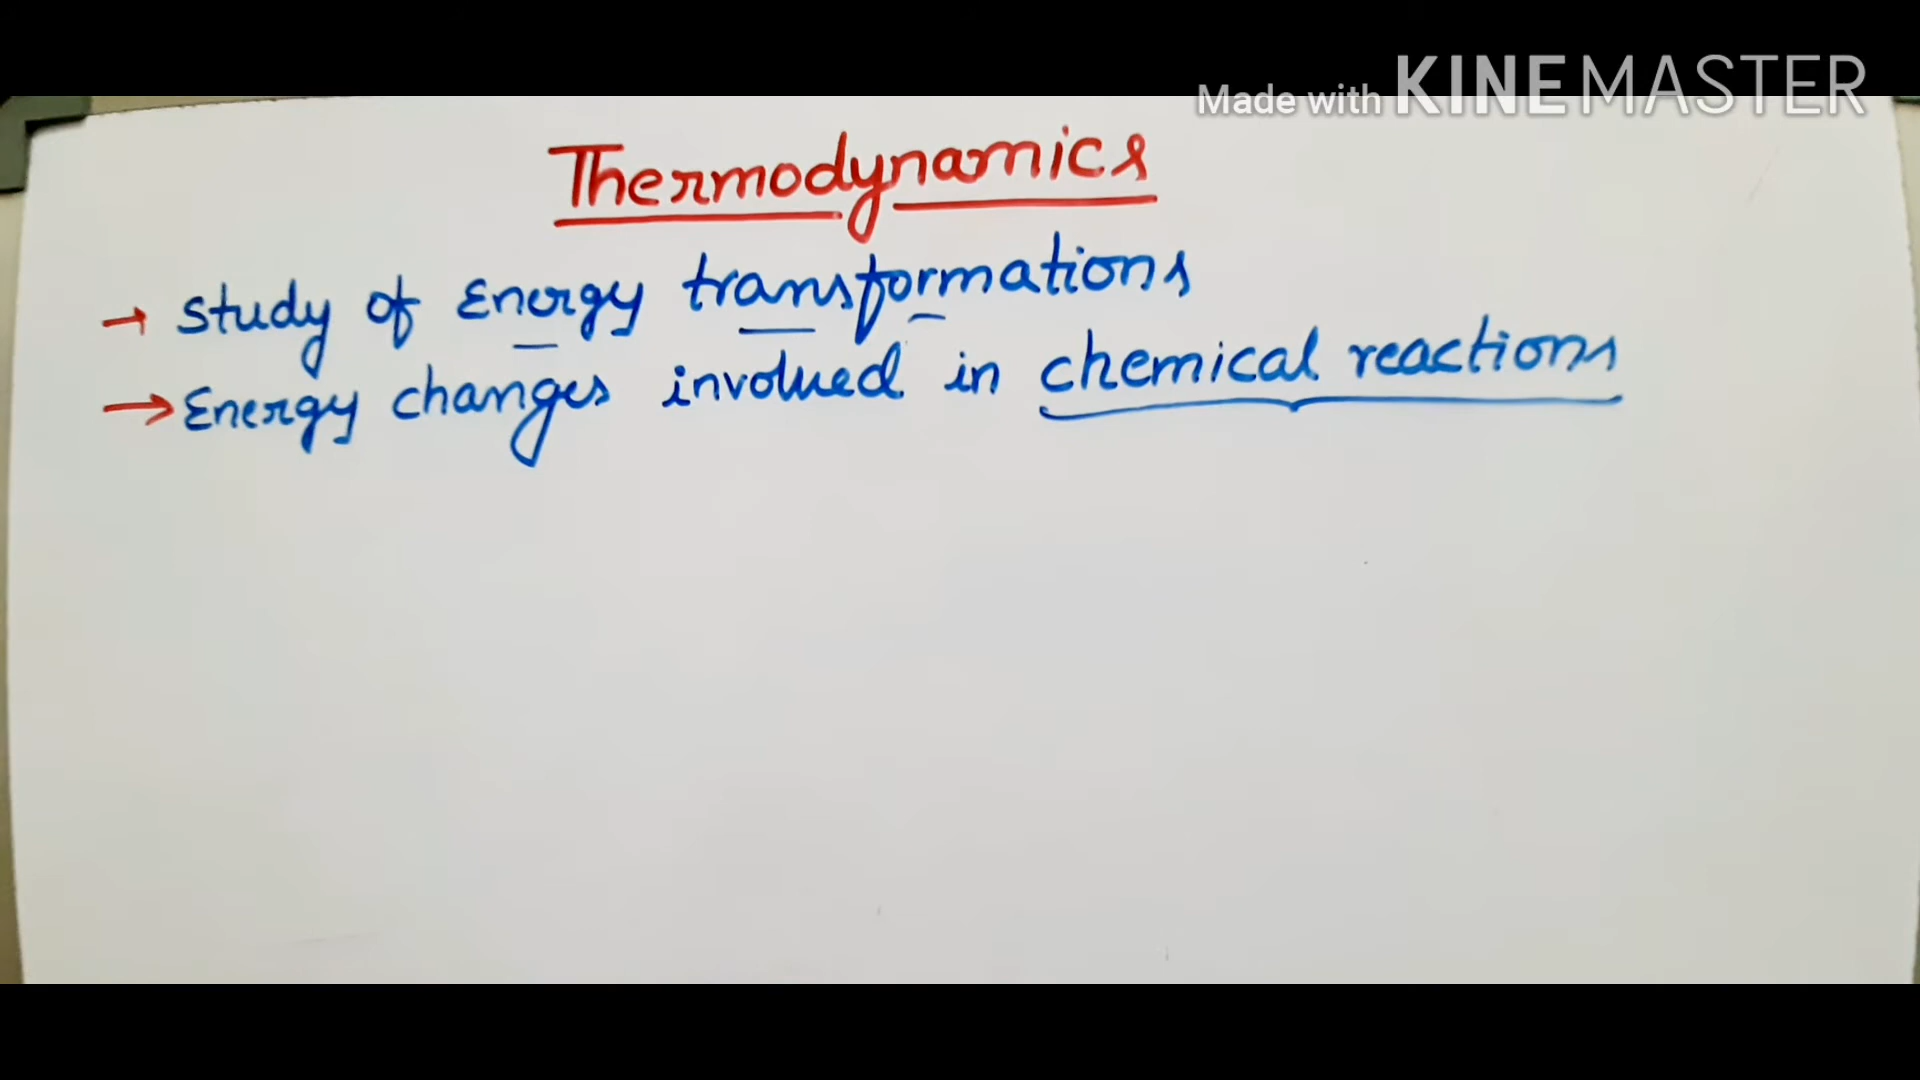 Made with KINEMASTER
Thermodynamics
→ Study of Energy transformations
→ Energy changes involved in chemical reactions